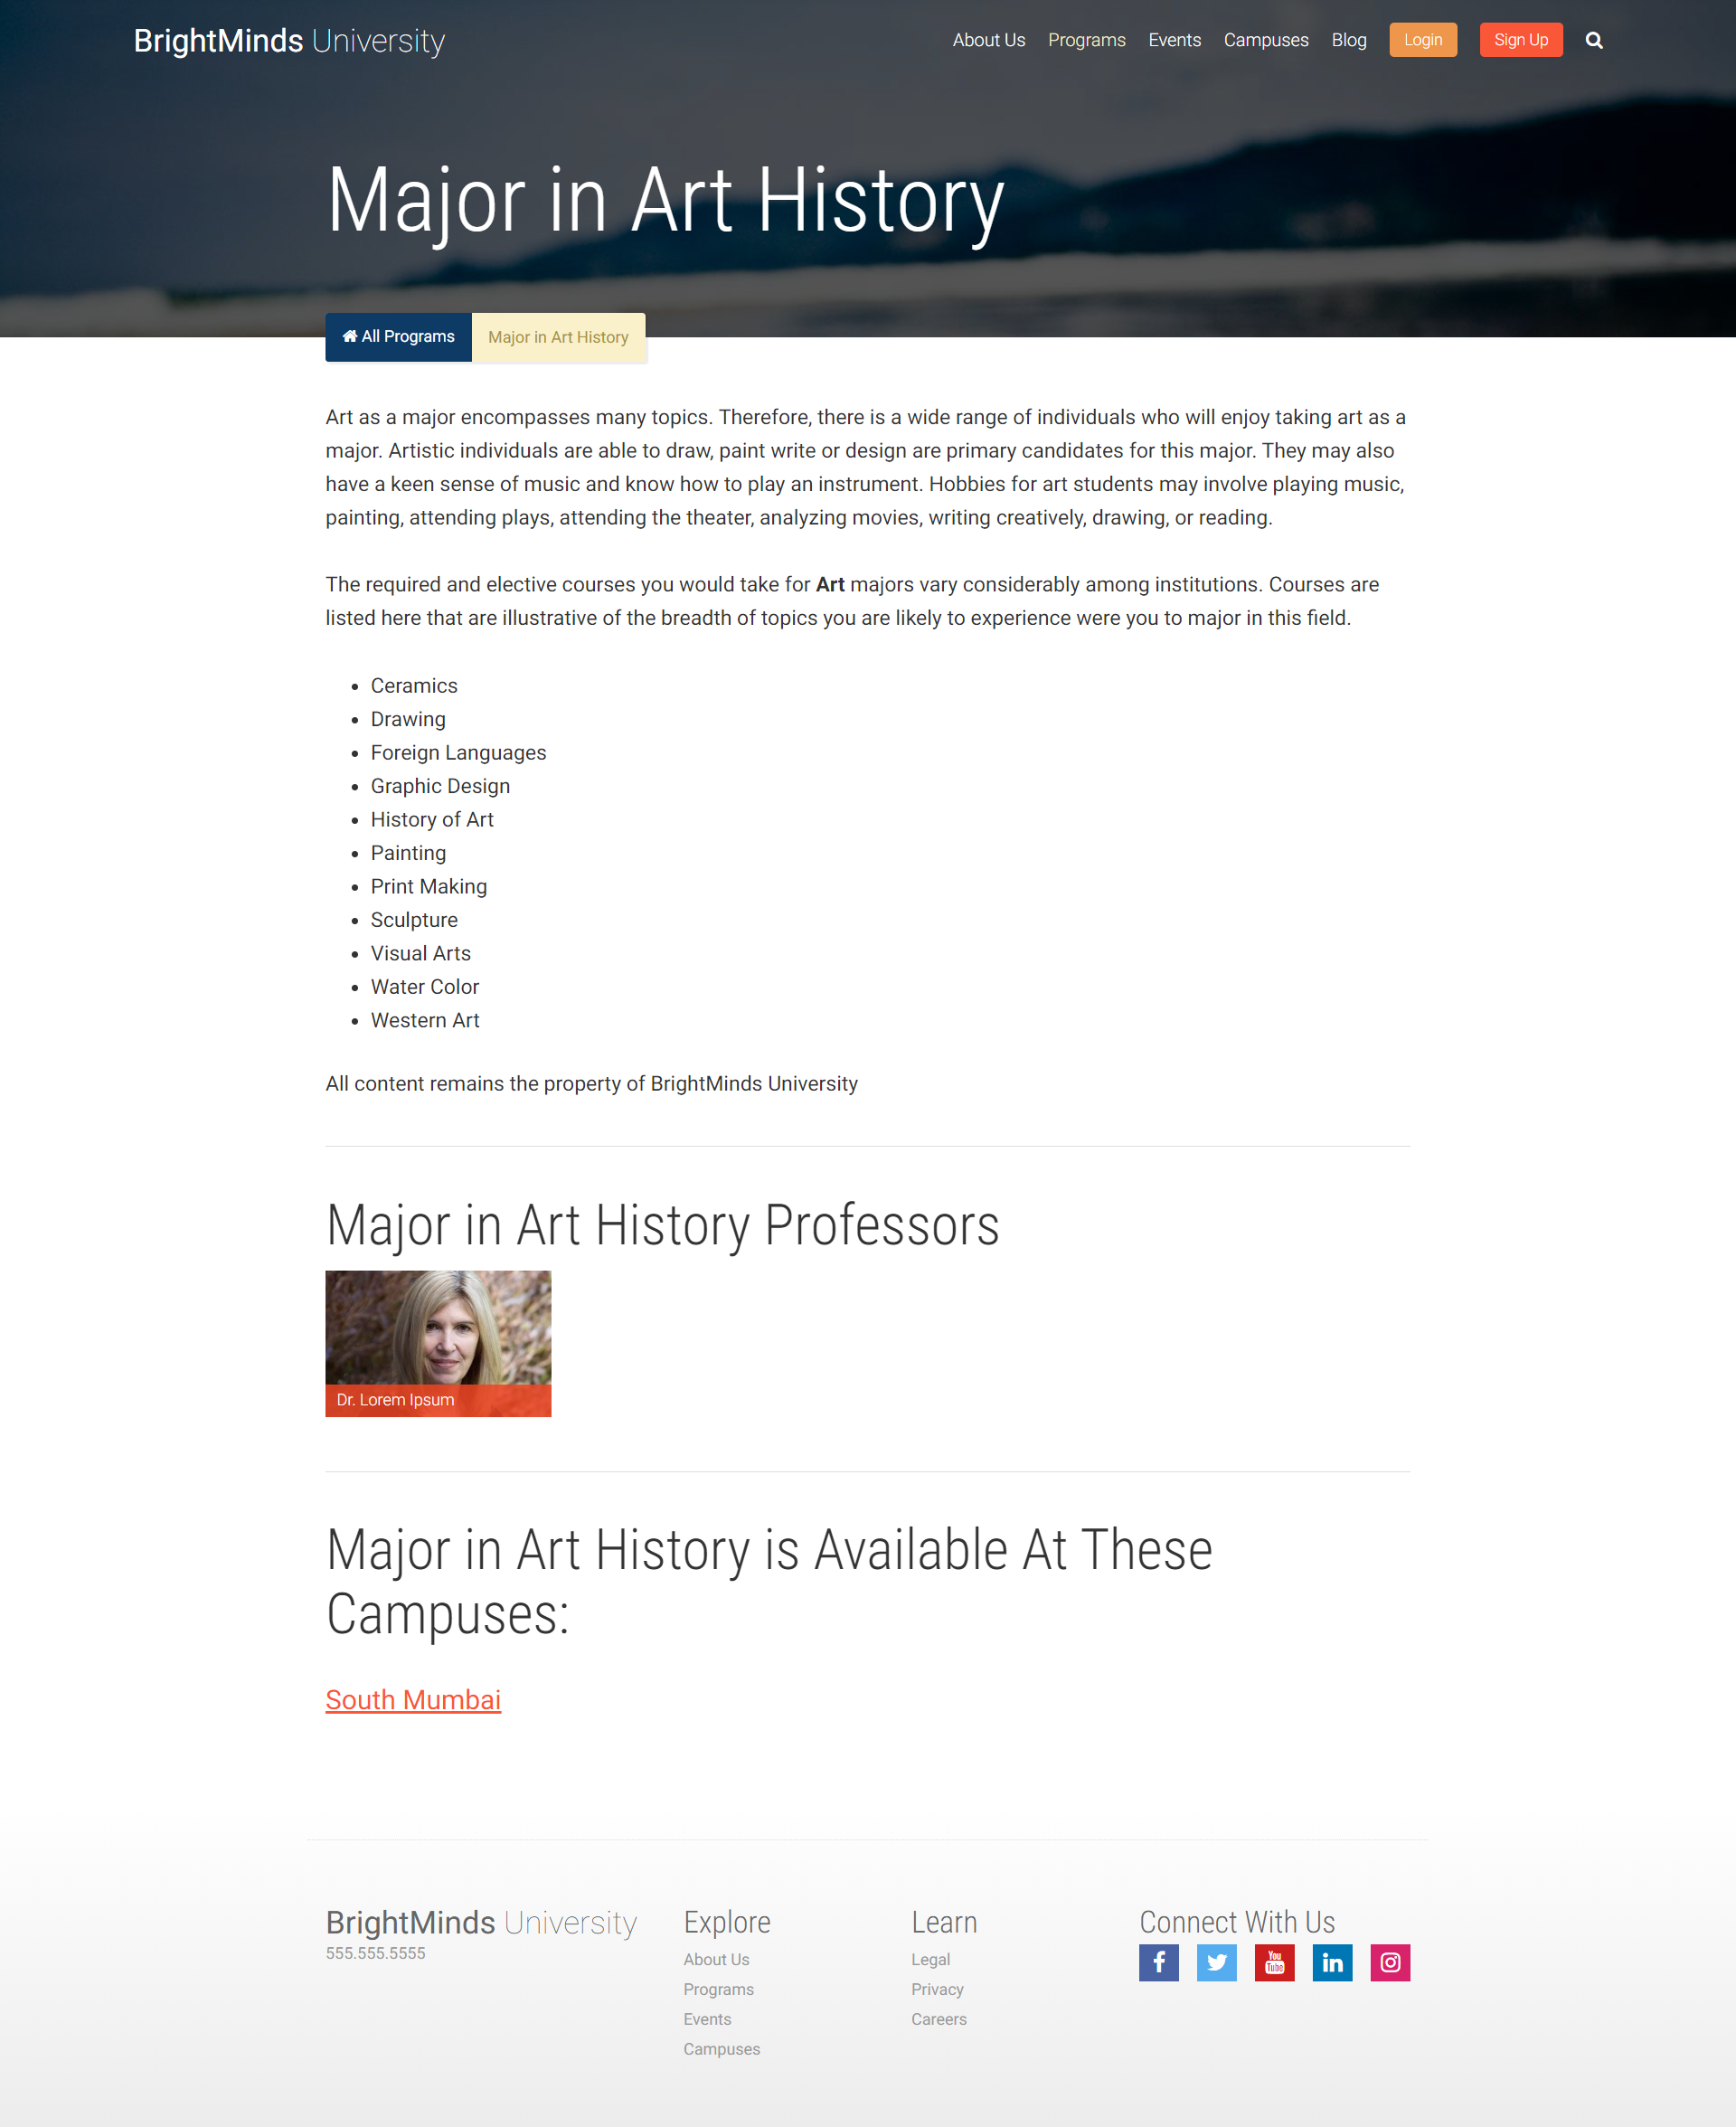 BrightMinds University
About Us
Programs
Events
Campuses
Blog
Login
Sign Up
Major in Art History
All Programs
Major in Art History
Art as a major encompasses many topics. Therefore, there is a wide range of individuals who will enjoy taking art as a
major. Artistic individuals are able to draw, paint write or design are primary candidates for this major. They may also
have a keen sense of music and know how to play an instrument. Hobbies for art students may involve playing music,
painting, attending plays, attending the theater, analyzing movies, writing creatively, drawing, or reading.
The required and elective courses you would take for Art majors vary considerably among institutions. Courses are
listed here that are illustrative of the breadth of topics you are likely to experience were you to major in this field.
Ceramics
Drawing
Foreign Languages
Graphic Design
History of Art
Painting
Print Making
Sculpture
Visual Arts
Water Color
Western Art
All content remains the property of BrightMinds University
Major in Art History Professors
Dr. Lorem Ipsum
Major in Art History is Available At These
Campuses:
South Mumbai
BrightMinds University
555.555.5555
Explore
About Us
Programs
Events
Campuses
Learn
Legal
Privacy
Careers
Connect With Us
f
You
Tube
in